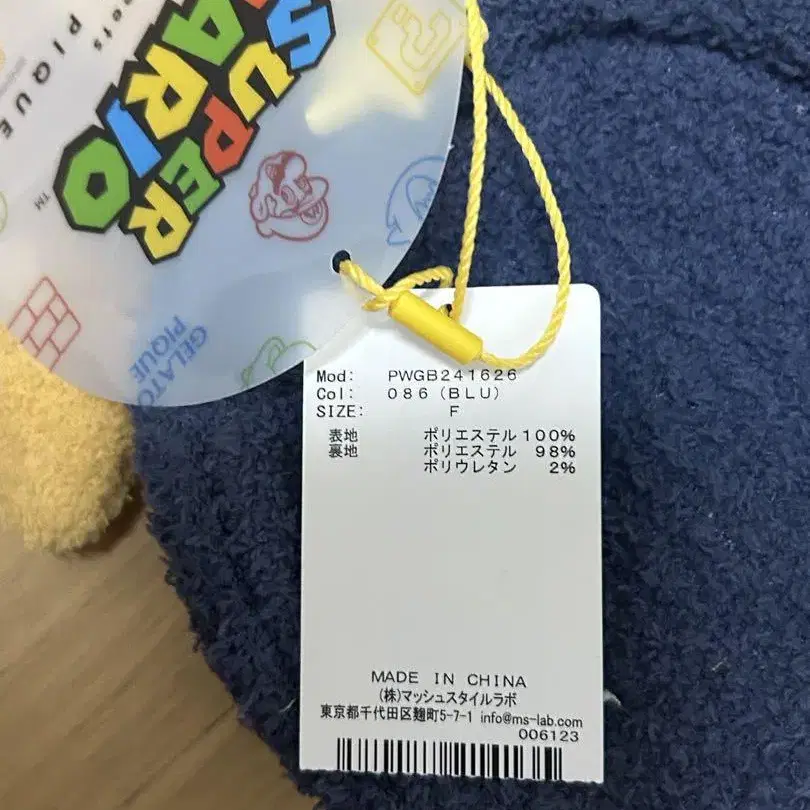 meets PIQUE
SUPER
MARIO
SUPER
TM
GELATO
PIQUE
Mod: PWGB241626
Col: 086(BLU)
SIZE: F
表地 ポリエステル100%
裏地 ポリエステル 98%
ポリウレタン 2%
MADE IN CHINA
(株)マッシュスタイルラボ
東京都千代田区麹町5-7-1 info@ms-lab.com
006123